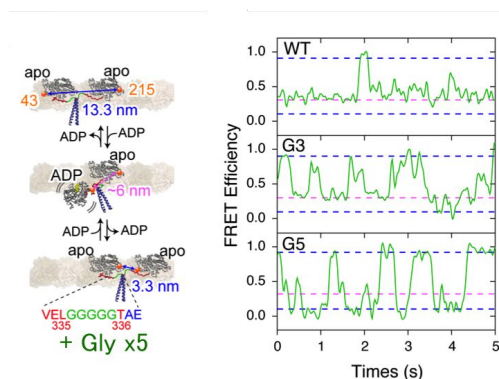 apo apo
43
215
13.3 nm
ADP ADP
apo
ADP
~6 nm
ADP ADP
apo apo
3.3 nm
VELGGGGGTAE
335 336
+ Gly x5
FRET Efficiency
WT
1.0
0.5
0.0
G3
1.0
0.5
0.0
G5
1.0
0.5
0.0
0 1 2 3 4 5
Times (s)